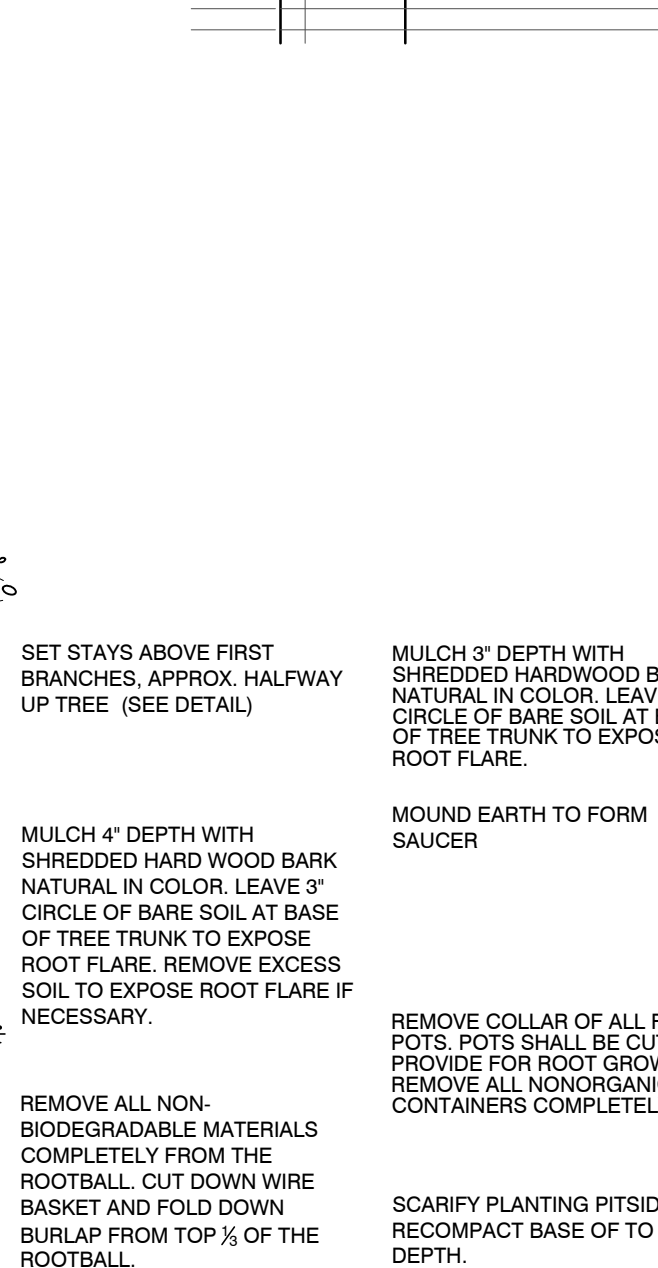 SET STAYS ABOVE FIRST
BRANCHES, APPROX. HALFWAY
UP TREE (SEE DETAIL)
MULCH 4" DEPTH WITH
SHREDDED HARD WOOD BARK
NATURAL IN COLOR. LEAVE 3"
CIRCLE OF BARE SOIL AT BASE
OF TREE TRUNK TO EXPOSE
ROOT FLARE. REMOVE EXCESS
SOIL TO EXPOSE ROOT FLARE IF
NECESSARY.
REMOVE ALL NON-
BIODEGRADABLE MATERIALS
COMPLETELY FROM THE
ROOTBALL. CUT DOWN WIRE
BASKET AND FOLD DOWN
BURLAP FROM TOP ⅓ OF THE
ROOTBALL.
MULCH 3" DEPTH WITH
SHREDDED HARDWOOD
NATURAL IN COLOR.
CIRCLE OF BARE SOIL AT
OF TREE TRUNK TO
ROOT FLARE.
MOUND EARTH TO FORM
SAUCER
REMOVE COLLAR OF ALL
POTS. POTS SHALL BE
PROVIDE FOR ROOT
REMOVE ALL
CONTAINERS
SCARIFY PLANTING
RECOMPACT BASE OF TO
DEPTH.